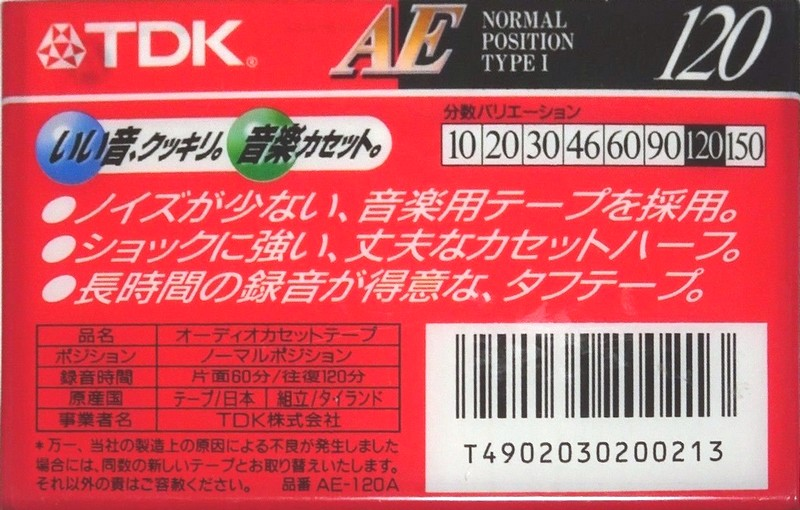 TDK®
AE
NORMAL
POSITION
TYPE I
120
分数バリエーション
10 20 30 46 60 90 120 150
いい音、クッキリ。音楽カセット。
●ノイズが少ない、音楽用テープを採用。
●ショックに強い、丈夫なカセットハーフ。
●長時間の録音が得意な、タフテープ。
品名 オーディオカセットテープ
ポジション ノーマルポジション
録音時間 片面60分/往復120分
原産国 テープ/日本 組立/タイランド
事業者名 TDK株式会社
*万一、当社の製造上の原因による不良が発生しました
場合には、同数の新しいテープとお取り替えいたします。
それ以外の責はご容赦ください。 品番 AE-120A
T4902030200213